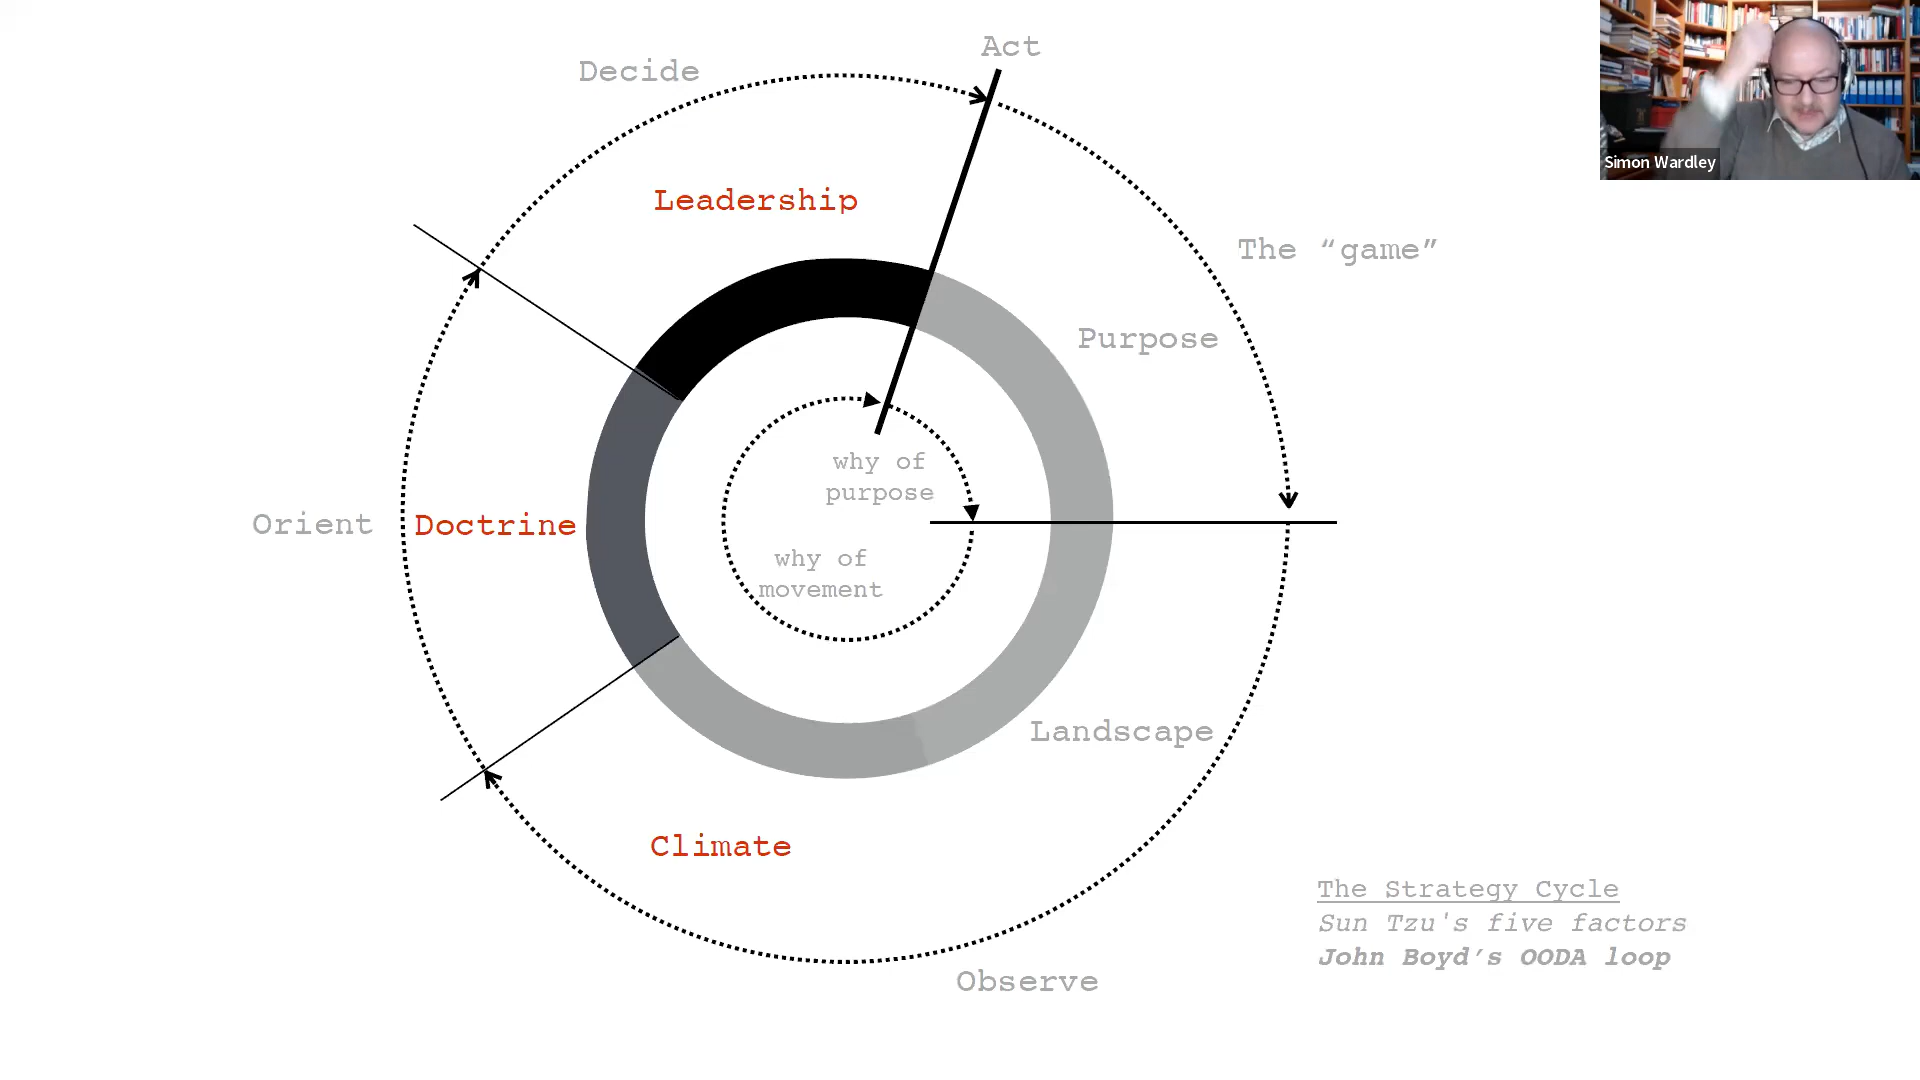 Act
Decide
Simon Wardley
Leadership
The “game”
Purpose
why of
purpose
Orient
Doctrine
why of
movement
Landscape
Climate
The Strategy Cycle
Sun Tzu's five factors
John Boyd’s OODA loop
Observe